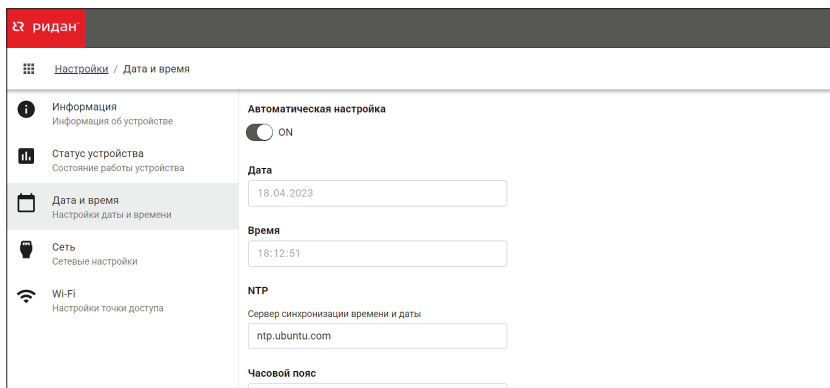 ридан
Настройки / Дата и время
Информация
Информация об устройстве
Статус устройства
Состояние работы устройства
Дата и время
Настройки даты и времени
Сеть
Сетевые настройки
Wi-Fi
Настройки точки доступа
Автоматическая настройка
ON
Дата
18.04.2023
Время
18:12:51
NTP
Сервер синхронизации времени и даты
ntp.ubuntu.com
Часовой пояс